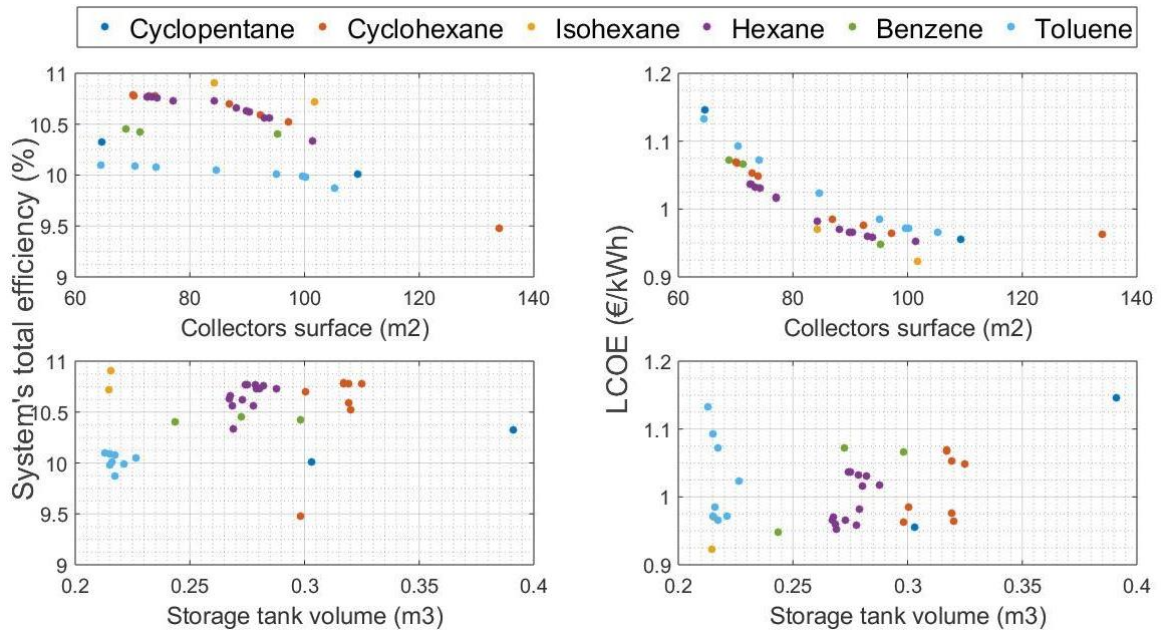 Cyclopentane Cyclohexane Isohexane Hexane Benzene Toluene
System's total efficiency (%)
11
10.5
10
9.5
9
60 80 100 120 140
Collectors surface (m2)
LCOE (€/kWh)
1.2
1.1
1
0.9
60 80 100 120 140
Collectors surface (m2)
11
10.5
10
9.5
9
0.2 0.25 0.3 0.35 0.4
Storage tank volume (m3)
1.2
1.1
1
0.9
0.2 0.25 0.3 0.35 0.4
Storage tank volume (m3)